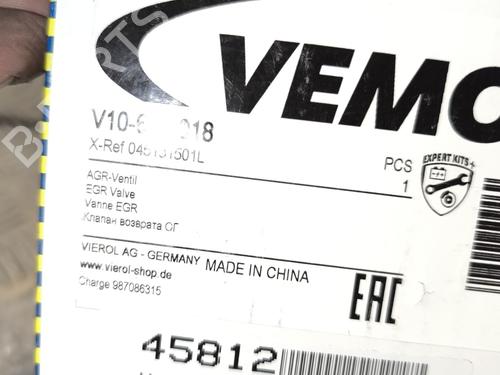 VEMO
X-Ref 045131501L
PCS
1
EXPERT KITS+
AGR-Ventil
EGR Valve
Vanne EGR
Клапан возврата ОГ
VIEROL AG - GERMANY MADE IN CHINA
www.vierol-shop.de
Charge 987086315
EAC
45812